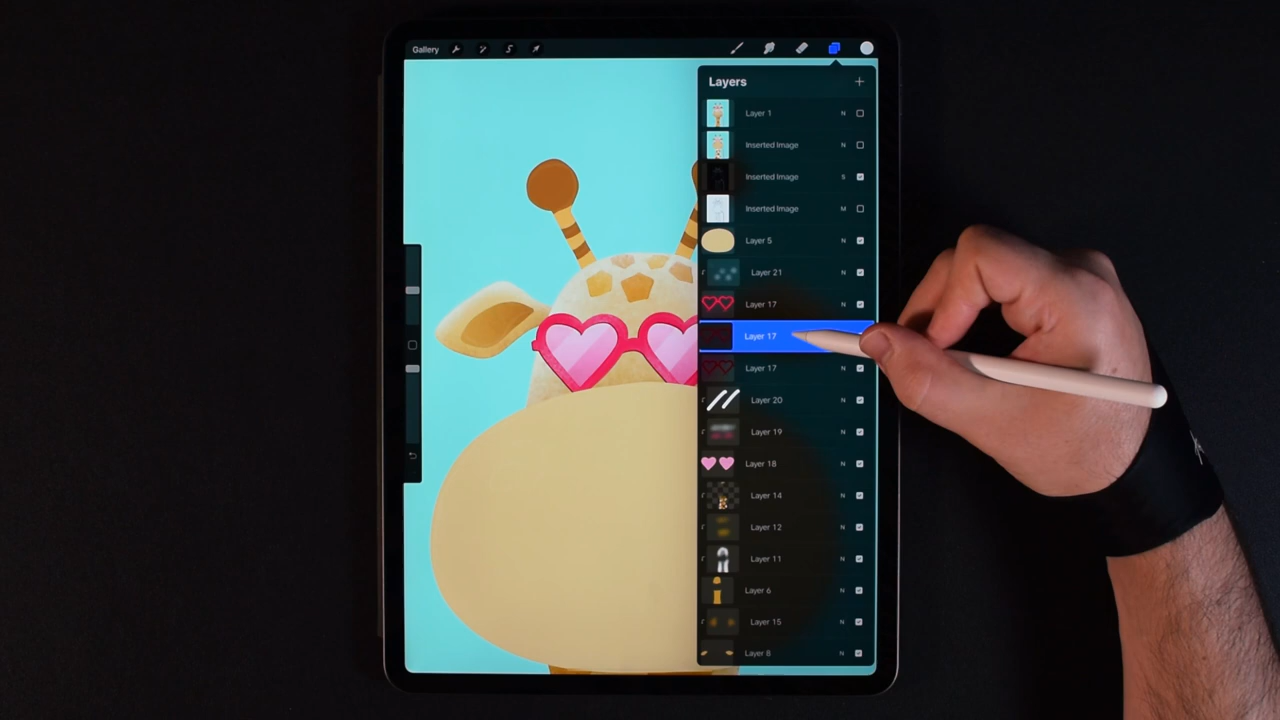 Gallery
Layers
Layer 1 N
Inserted Image N
Inserted Image S
Inserted Image M
Layer 5 N
Layer 21 N
Layer 17 N
Layer 17
Layer 17 N
Layer 20 N
Layer 19 N
Layer 18 N
Layer 14 N
Layer 12 N
Layer 11 N
Layer 6 N
Layer 15 N
Layer 8 N